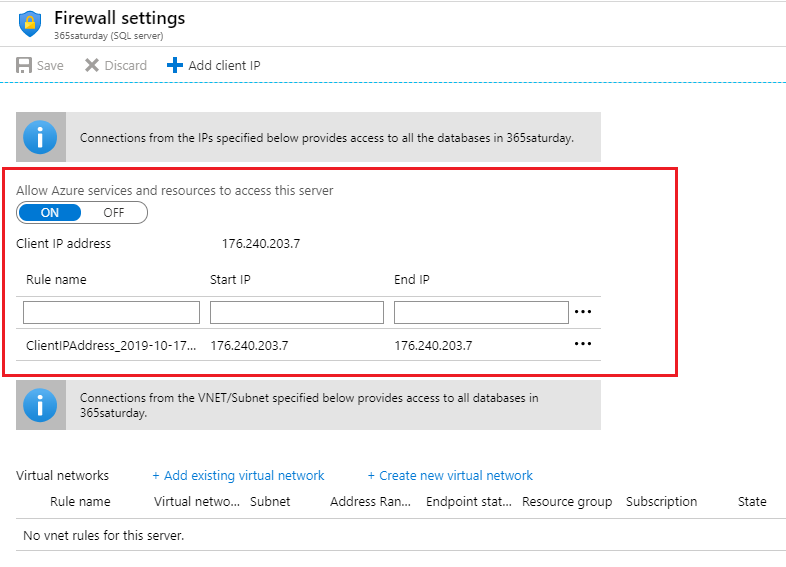 Firewall settings
365saturday (SQL server)
Save Discard Add client IP
Connections from the IPs specified below provides access to all the databases in 365saturday.
Allow Azure services and resources to access this server
ON OFF
Client IP address 176.240.203.7
Rule name Start IP End IP
ClientIPAddress_2019-10-17... 176.240.203.7 176.240.203.7
Connections from the VNET/Subnet specified below provides access to all databases in
365saturday.
Virtual networks + Add existing virtual network + Create new virtual network
Rule name Virtual netwo... Subnet Address Ran... Endpoint stat... Resource group Subscription State
No vnet rules for this server.